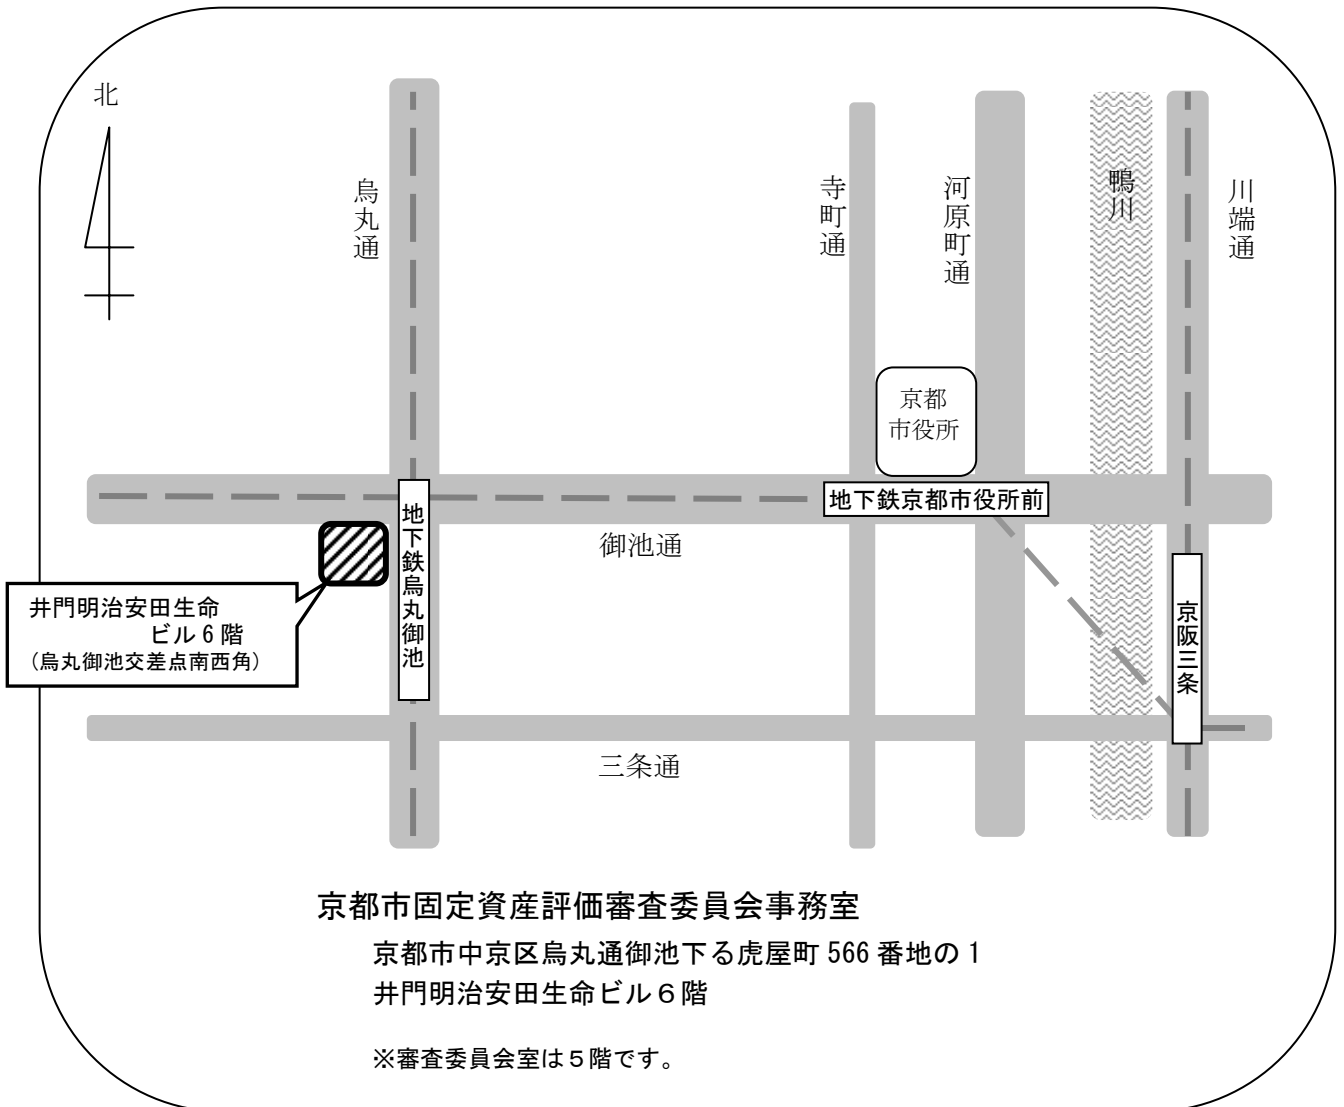 北
烏丸通
寺町通
河原町通
鴨川
川端通
京都
市役所
地下鉄京都市役所前
地下鉄烏丸御池
御池通
井門明治安田生命
ビル6階
（烏丸御池交差点南西角）
京阪三条
三条通
京都市固定資産評価審査委員会事務室
京都市中京区烏丸通御池下る虎屋町 566 番地の 1
井門明治安田生命ビル６階
※審査委員会室は５階です。